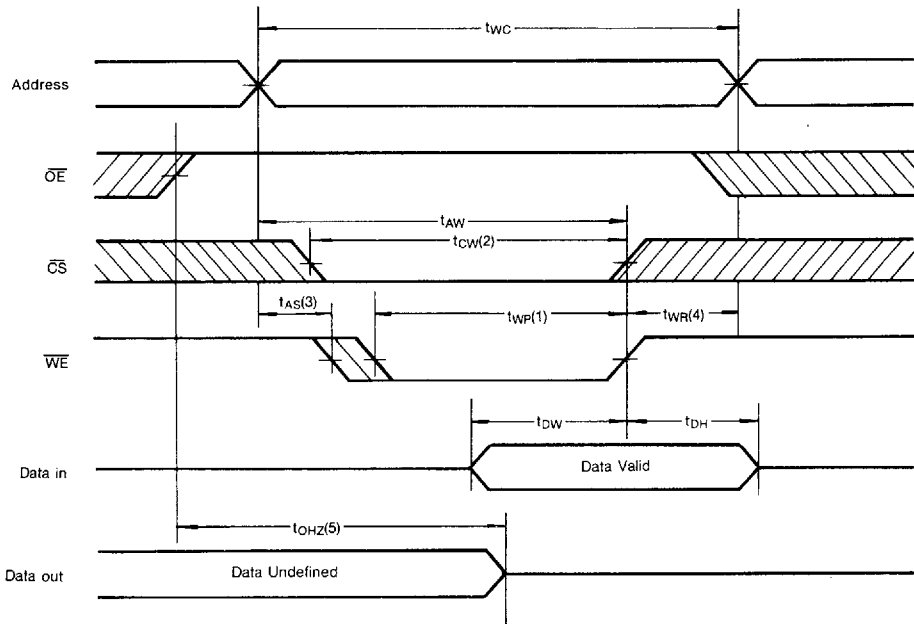 tWC
Address
OE
tAW
tCW(2)
CS
tAS(3)
tWP(1)
tWR(4)
WE
tDW
tDH
Data in
Data Valid
tOHZ(5)
Data out
Data Undefined